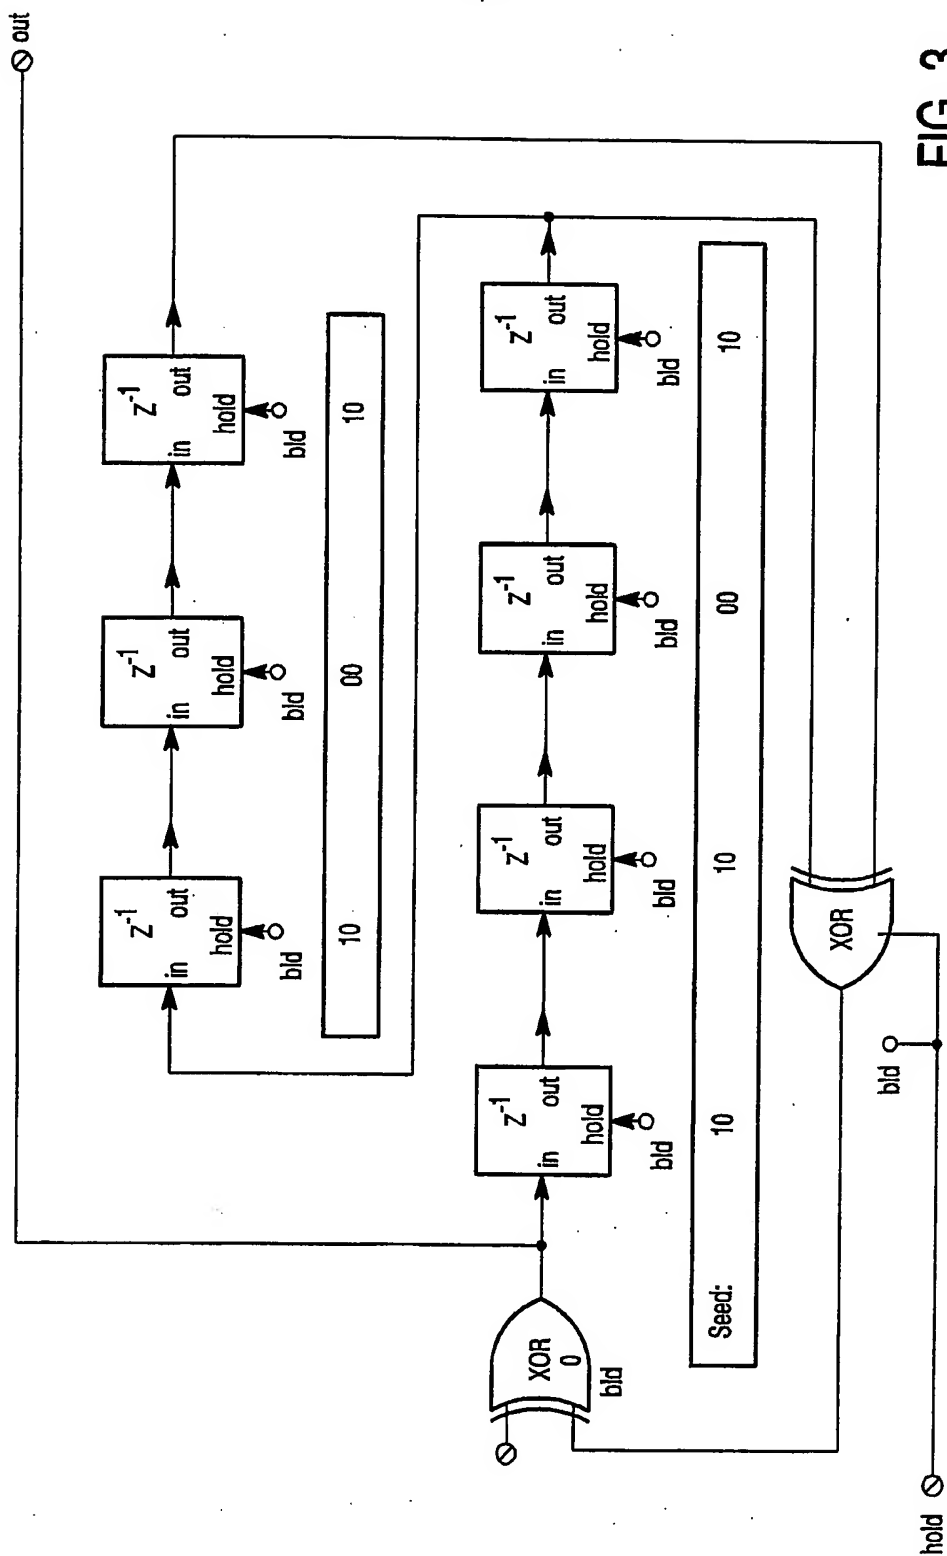 out
Z⁻¹ Z⁻¹ Z⁻¹
in out in out in out
hold hold hold
bld bld bld
10 00 10
Z⁻¹ Z⁻¹ Z⁻¹ Z⁻¹
in out in out in out in out
XOR
0
hold hold hold hold
bld bld bld bld bld
Seed: 10 10 00 10
XOR
bld
hold
FIG. 3